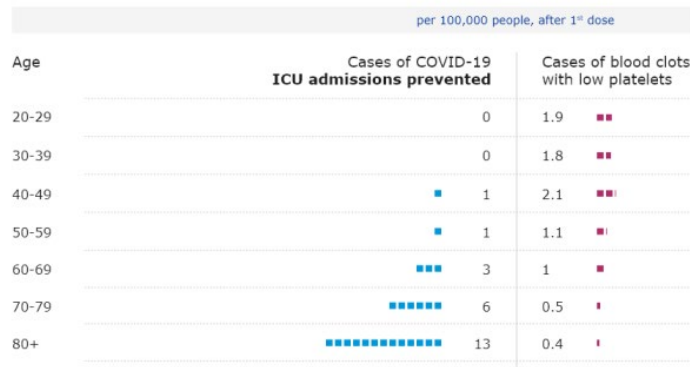 per 100,000 people, after 1st dose
Age Cases of COVID-19 Cases of blood clots
ICU admissions prevented with low platelets
20-29 0 1.9
30-39 0 1.8
40-49 1 2.1
50-59 1 1.1
60-69 3 1
70-79 6 0.5
80+ 13 0.4